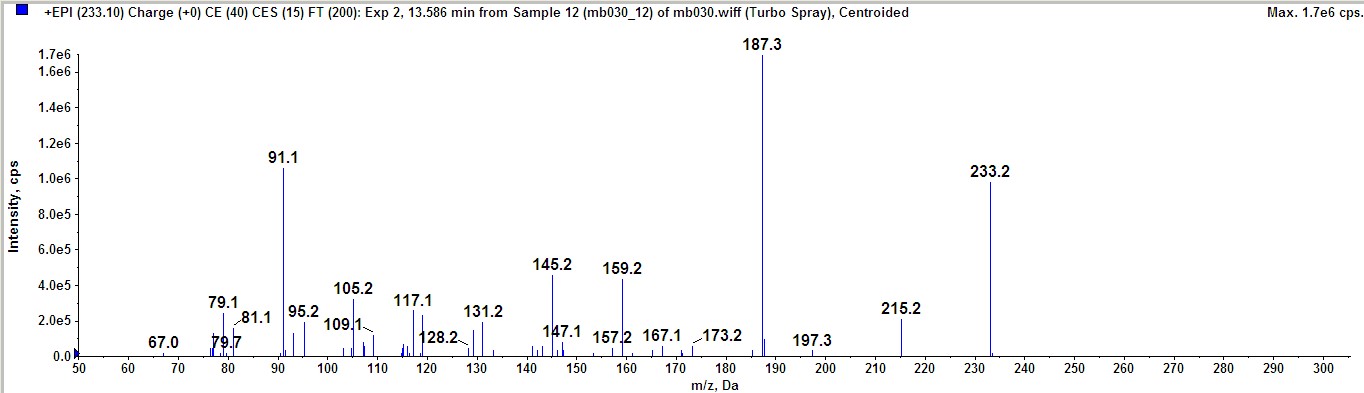 +EPI (233.10) Charge (+0) CE (40) CES (15) FT (200): Exp 2, 13.586 min from Sample 12 (mb030_12) of mb030.wiff (Turbo Spray), Centroided
Max. 1.7e6 cps.
187.3
1.7e6
1.6e6
1.4e6
1.2e6
91.1
1.0e6
233.2
8.0e5
Intensity, cps
6.0e5
145.2
159.2
4.0e5
105.2
79.1
117.1
215.2
81.1
95.2
2.0e5
109.1
131.2
128.2
147.1
157.2
167.1
173.2
67.0
79.7
197.3
0.0
50 60 70 80 90 100 110 120 130 140 150 160 170 180 190 200 210 220 230 240 250 260 270 280 290 300
m/z, Da